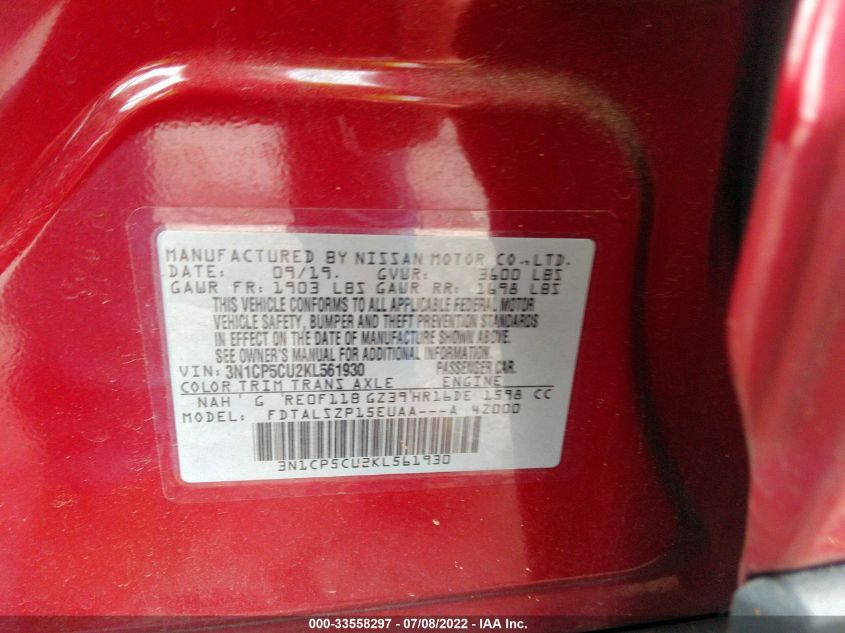 MANUFACTURED BY NISSAN MOTOR CO.,LTD.
DATE: 09/19. GVWR: 3600 LBS
GAWR FR: 1903 LBS GAWR RR: 1698 LBS
THIS VEHICLE CONFORMS TO ALL APPLICABLE FEDERAL MOTOR
VEHICLE SAFETY, BUMPER AND THEFT PREVENTION STANDARDS
IN EFFECT ON THE DATE OF MANUFACTURE SHOWN ABOVE.
SEE OWNER'S MANUAL FOR ADDITIONAL INFORMATION.
VIN: 3N1CP5CU2KL561930 PASSENGER CAR.
COLOR TRIM TRANS AXLE ENGINE
NAH G RE0F11B GZ39 HR16DE 1598 CC
MODEL: FDTALSZP15EUAA---A 42000
3N1CP5CU2KL561930
000-33558297 - 07/08/2022 - IAA Inc.